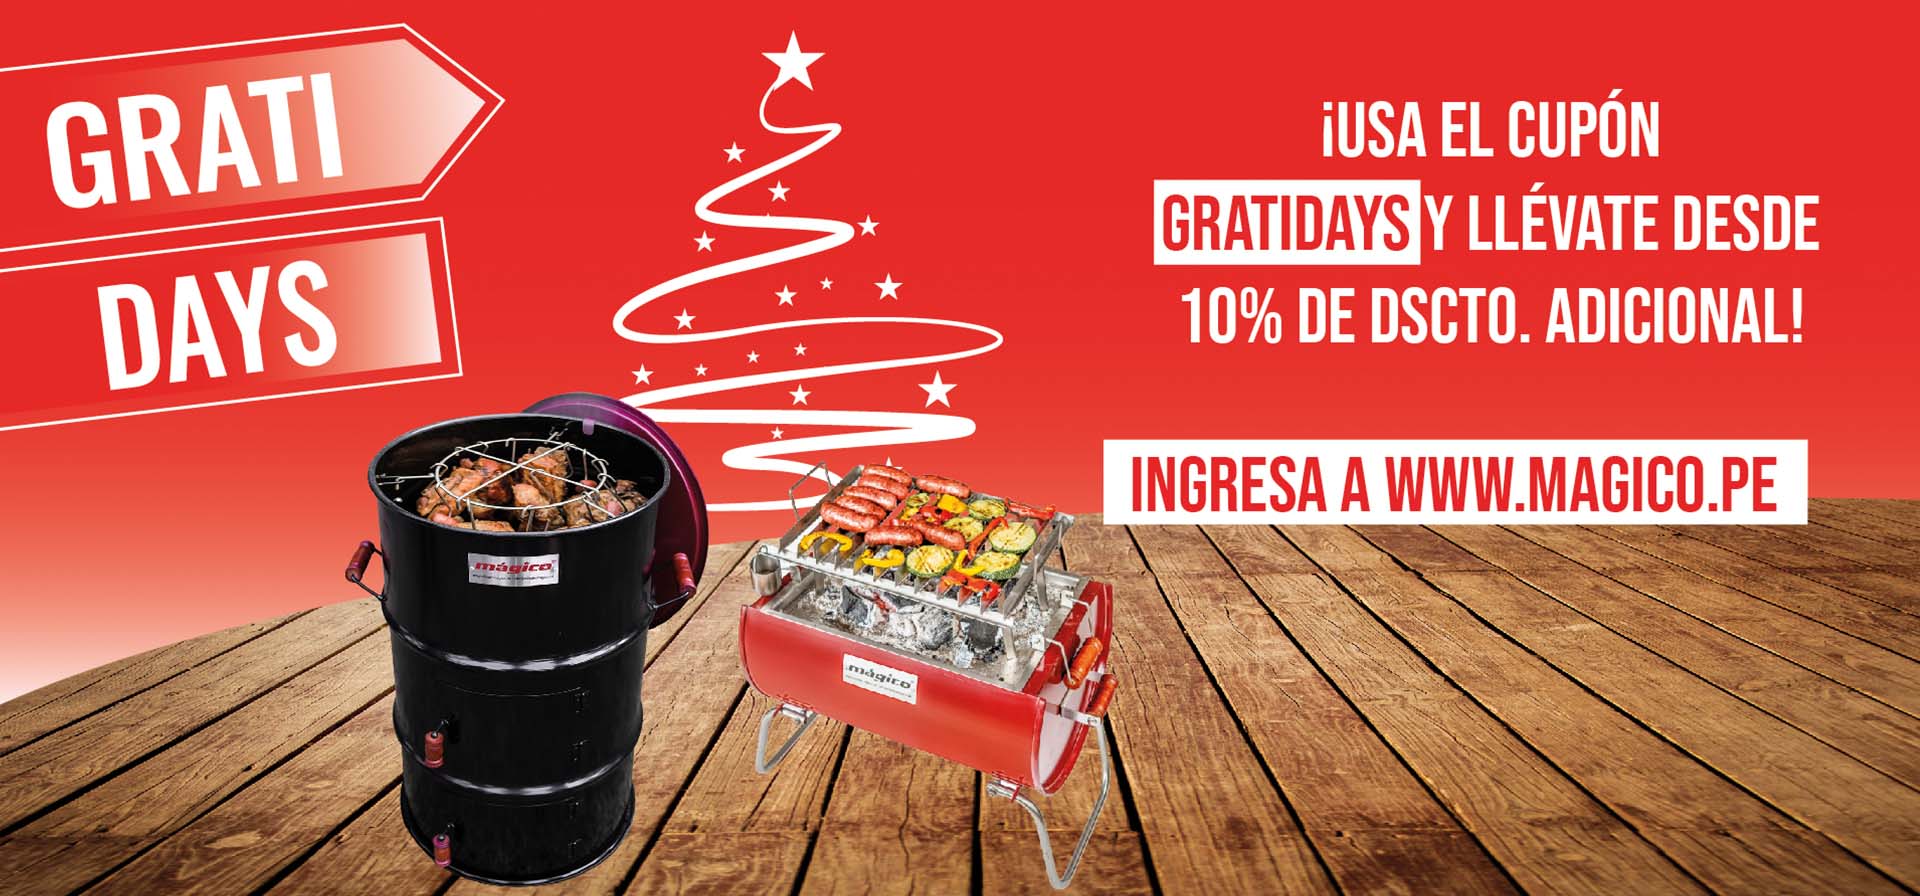 GRATI
DAYS
¡USA EL CUPÓN
GRATIDAYS Y LLÉVATE DESDE
10% DE DSCTO. ADICIONAL!
INGRESA A WWW.MAGICO.PE
mágico
mágico